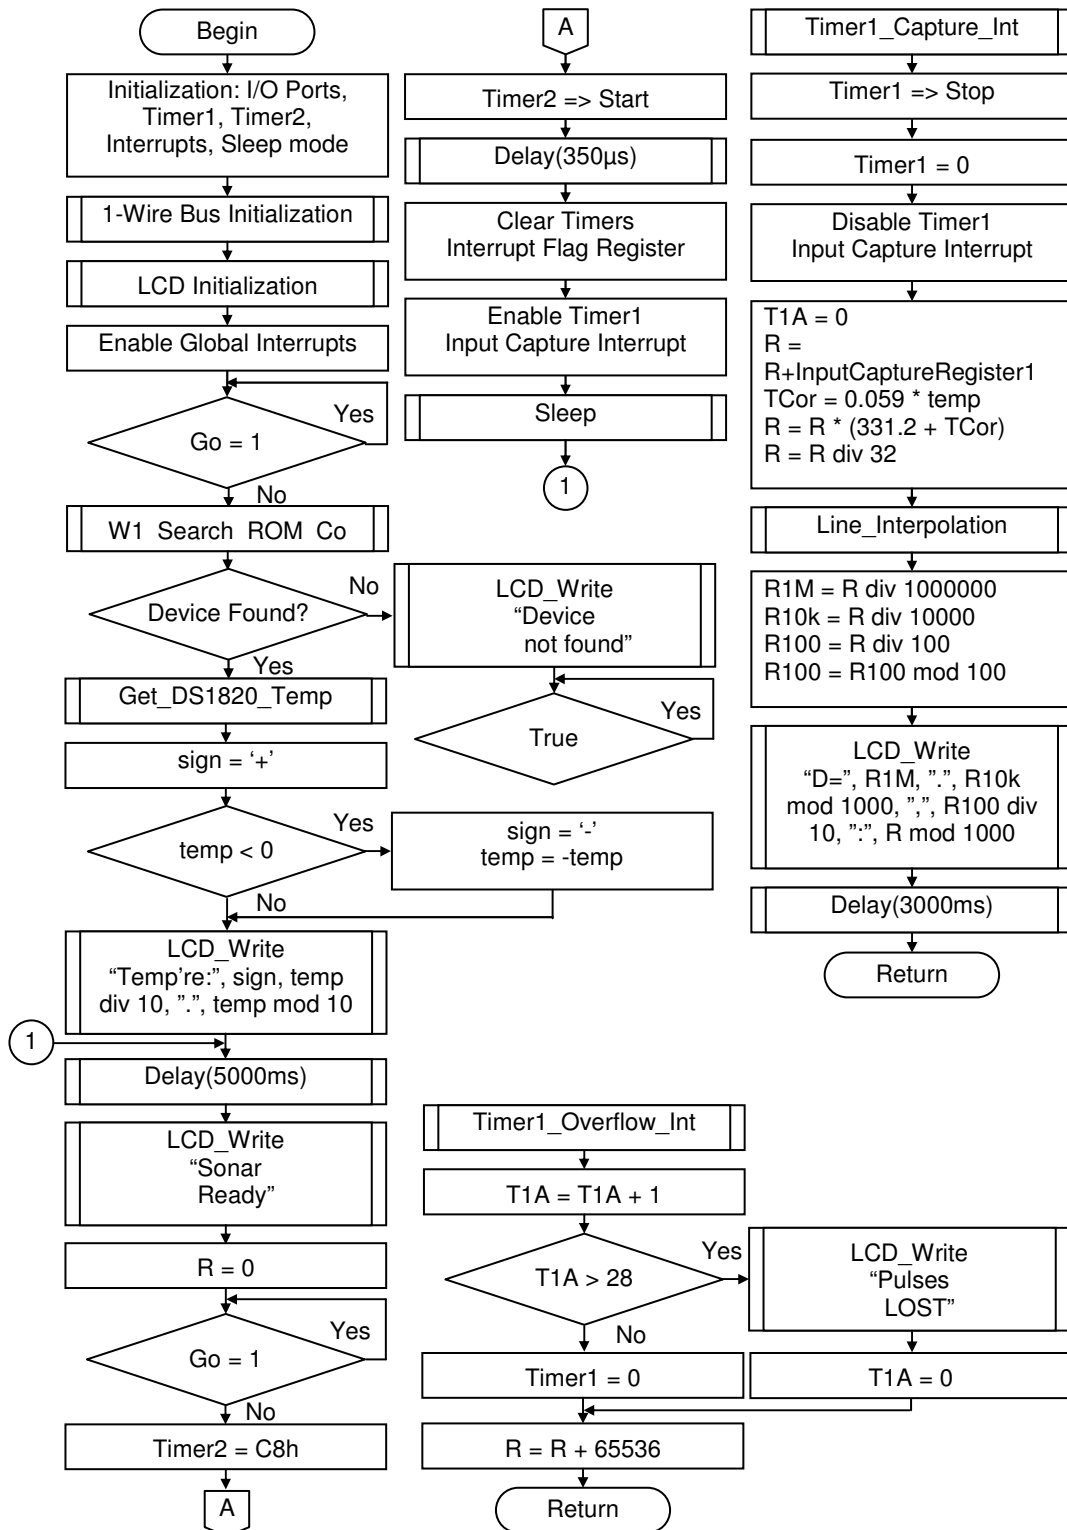 Begin
Initialization: I/O Ports,
Timer1, Timer2,
Interrupts, Sleep mode
1-Wire Bus Initialization
LCD Initialization
Enable Global Interrupts
Yes
Go = 1
No
W1 Search ROM Co
Device Found?
No
LCD_Write
“Device
not found”
Yes
True
Yes
Get_DS1820_Temp
sign = ‘+’
temp < 0
Yes
sign = ‘-’
temp = -temp
No
LCD_Write
“Temp're:”, sign, temp
div 10, ”.”, temp mod 10
1
Delay(5000ms)
LCD_Write
“Sonar
Ready”
R = 0
Yes
Go = 1
No
Timer2 = C8h
A
A
Timer2 => Start
Delay(350µs)
Clear Timers
Interrupt Flag Register
Enable Timer1
Input Capture Interrupt
Sleep
1
Timer1_Capture_Int
Timer1 => Stop
Timer1 = 0
Disable Timer1
Input Capture Interrupt
T1A = 0
R =
R+InputCaptureRegister1
TCor = 0.059 * temp
R = R * (331.2 + TCor)
R = R div 32
Line_Interpolation
R1M = R div 1000000
R10k = R div 10000
R100 = R div 100
R100 = R100 mod 100
LCD_Write
“D=”, R1M, ”.”, R10k
mod 1000, ”,”, R100 div
10, ”:”, R mod 1000
Delay(3000ms)
Return
Timer1_Overflow_Int
T1A = T1A + 1
T1A > 28
Yes
LCD_Write
“Pulses
LOST”
No
Timer1 = 0
T1A = 0
R = R + 65536
Return